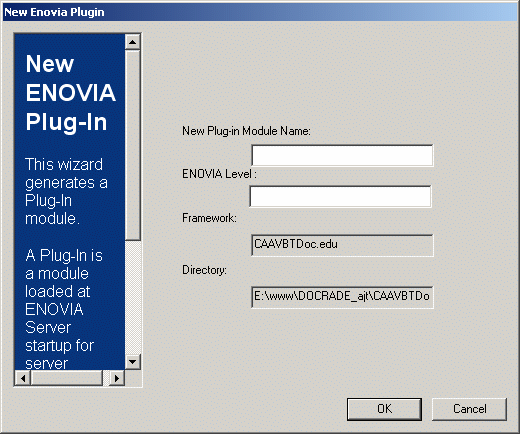 New Enovia Plugin
New
ENOVIA
Plug-In
This wizard
generates a
Plug-In
module.
A Plug-In is
a module
loaded at
ENOVIA
Server
startup for
server
New Plug-in Module Name:
ENOVIA Level :
Framework:
CAAVBTDoc.edu
Directory:
E:\www\DOCRADE_ajt\CAAVBTDo
OK
Cancel